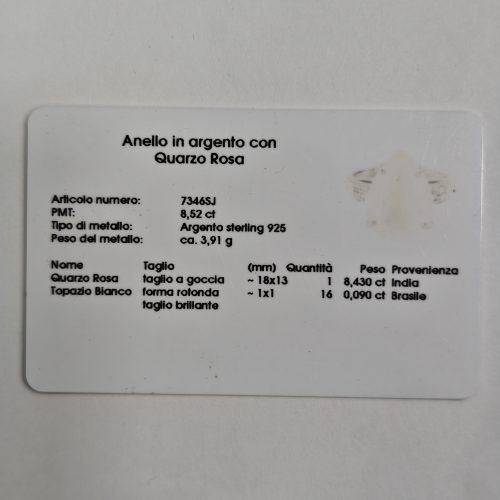 Anello in argento con
Quarzo Rosa
Articolo numero: 7346SJ
PMT: 8,52 ct
Tipo di metallo: Argento sterling 925
Peso del metallo: ca. 3,91 g
Nome Taglio (mm) Quantità Peso Provenienza
Quarzo Rosa taglio a goccia ~ 18x13 1 8,430 ct India
Topazio Bianco forma rotonda ~ 1x1 16 0,090 ct Brasile
taglio brillante